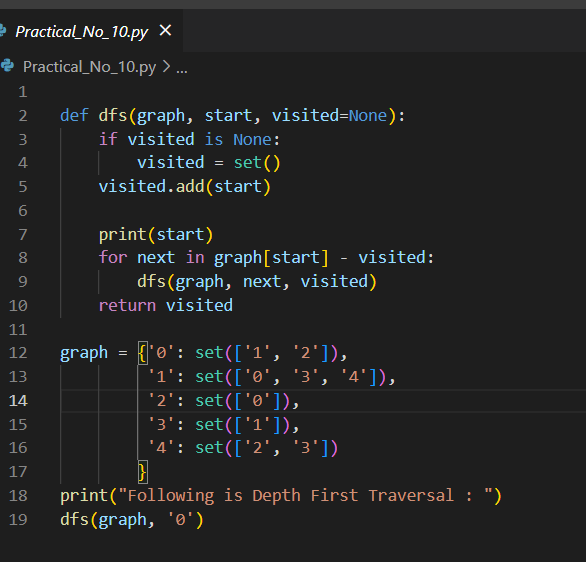 Practical_No_10.py ×
Practical_No_10.py > ...
1
2 def dfs(graph, start, visited=None):
3     if visited is None:
4         visited = set()
5     visited.add(start)
6
7     print(start)
8     for next in graph[start] - visited:
9         dfs(graph, next, visited)
10     return visited
11
12 graph = {'0': set(['1', '2']),
13          '1': set(['0', '3', '4']),
14          '2': set(['0']),
15          '3': set(['1']),
16          '4': set(['2', '3'])
17         }
18 print("Following is Depth First Traversal : ")
19 dfs(graph, '0')